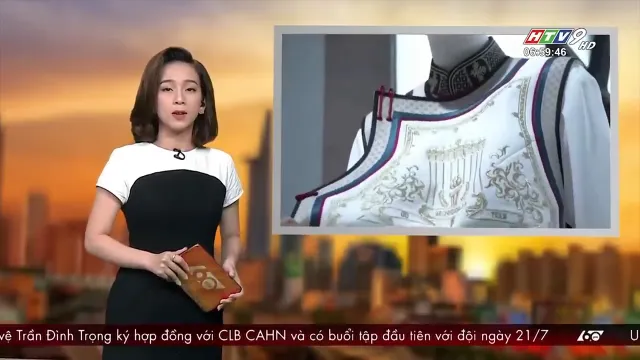 HTV9 HD
06:59:46
vệ Trần Đình Trọng ký hợp đồng với CLB CAHN và có buổi tập đầu tiên với đội ngày 21/7
60
U